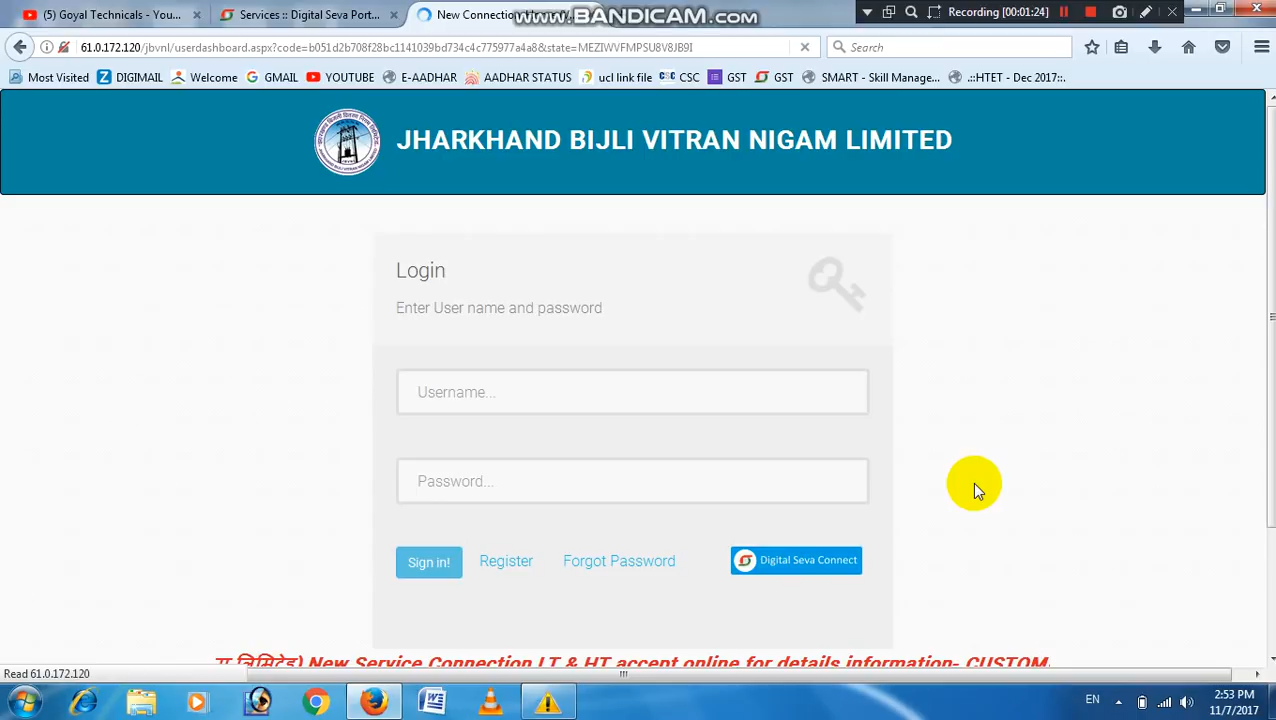 (5) Goyal Technicals - You...
Services :: Digital Seva Port...
New Connection
www.BANDICAM.com
Recording [00:01:24]
61.0.172.120/jbvnl/userdashboard.aspx?code=b051d2b708f28bc1141039bd734c4c775977a4a8&state=MEZIWVFMPSU8V8JB9I
Search
Most Visited DIGIMAIL Welcome GMAIL YOUTUBE E-AADHAR AADHAR STATUS ucl link file CSC GST GST SMART - Skill Manage... .::HTET - Dec 2017::.
JHARKHAND BIJLI VITRAN NIGAM LIMITED
Login
Enter User name and password
Username...
Password...
Sign in! Register Forgot Password Digital Seva Connect
लिमिटेड) New Service Connection LT & HT accept online for details information- CUSTOM
Read 61.0.172.120
EN
2:53 PM
11/7/2017